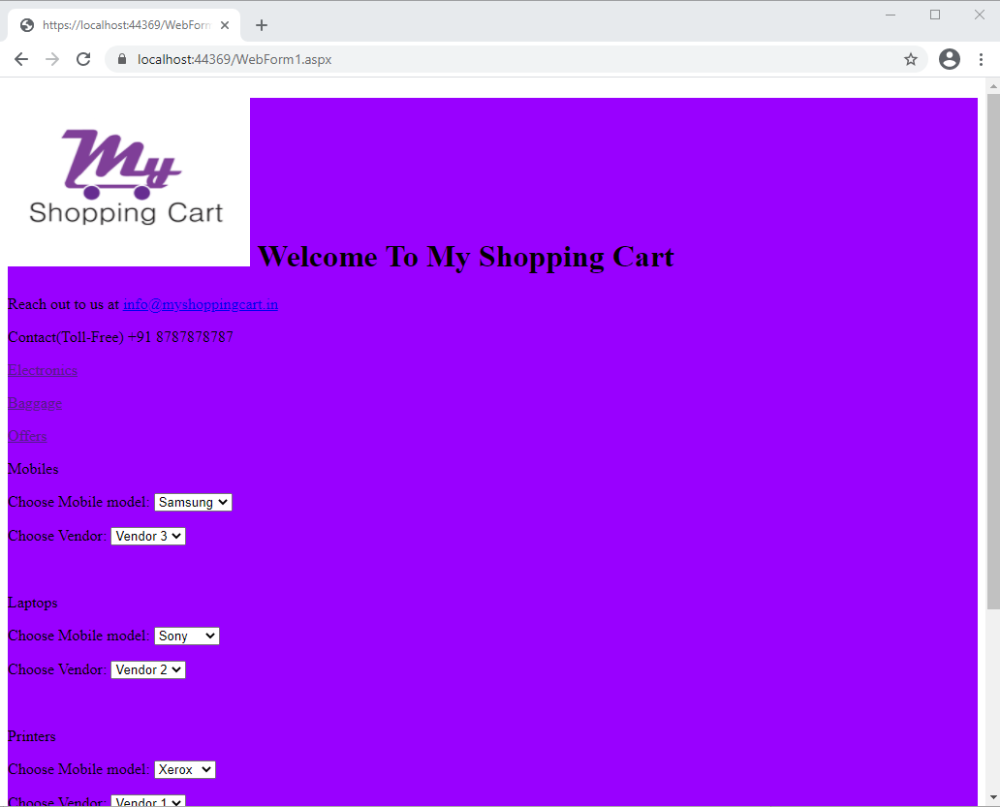 https://localhost:44369/WebForm
localhost:44369/WebForm1.aspx
My
Shopping Cart
Welcome To My Shopping Cart
Reach out to us at info@myshoppingcart.in
Contact(Toll-Free) +91 8787878787
Electronics
Baggage
Offers
Mobiles
Choose Mobile model: Samsung
Choose Vendor: Vendor 3
Laptops
Choose Mobile model: Sony
Choose Vendor: Vendor 2
Printers
Choose Mobile model: Xerox
Choose Vendor: Vendor 1